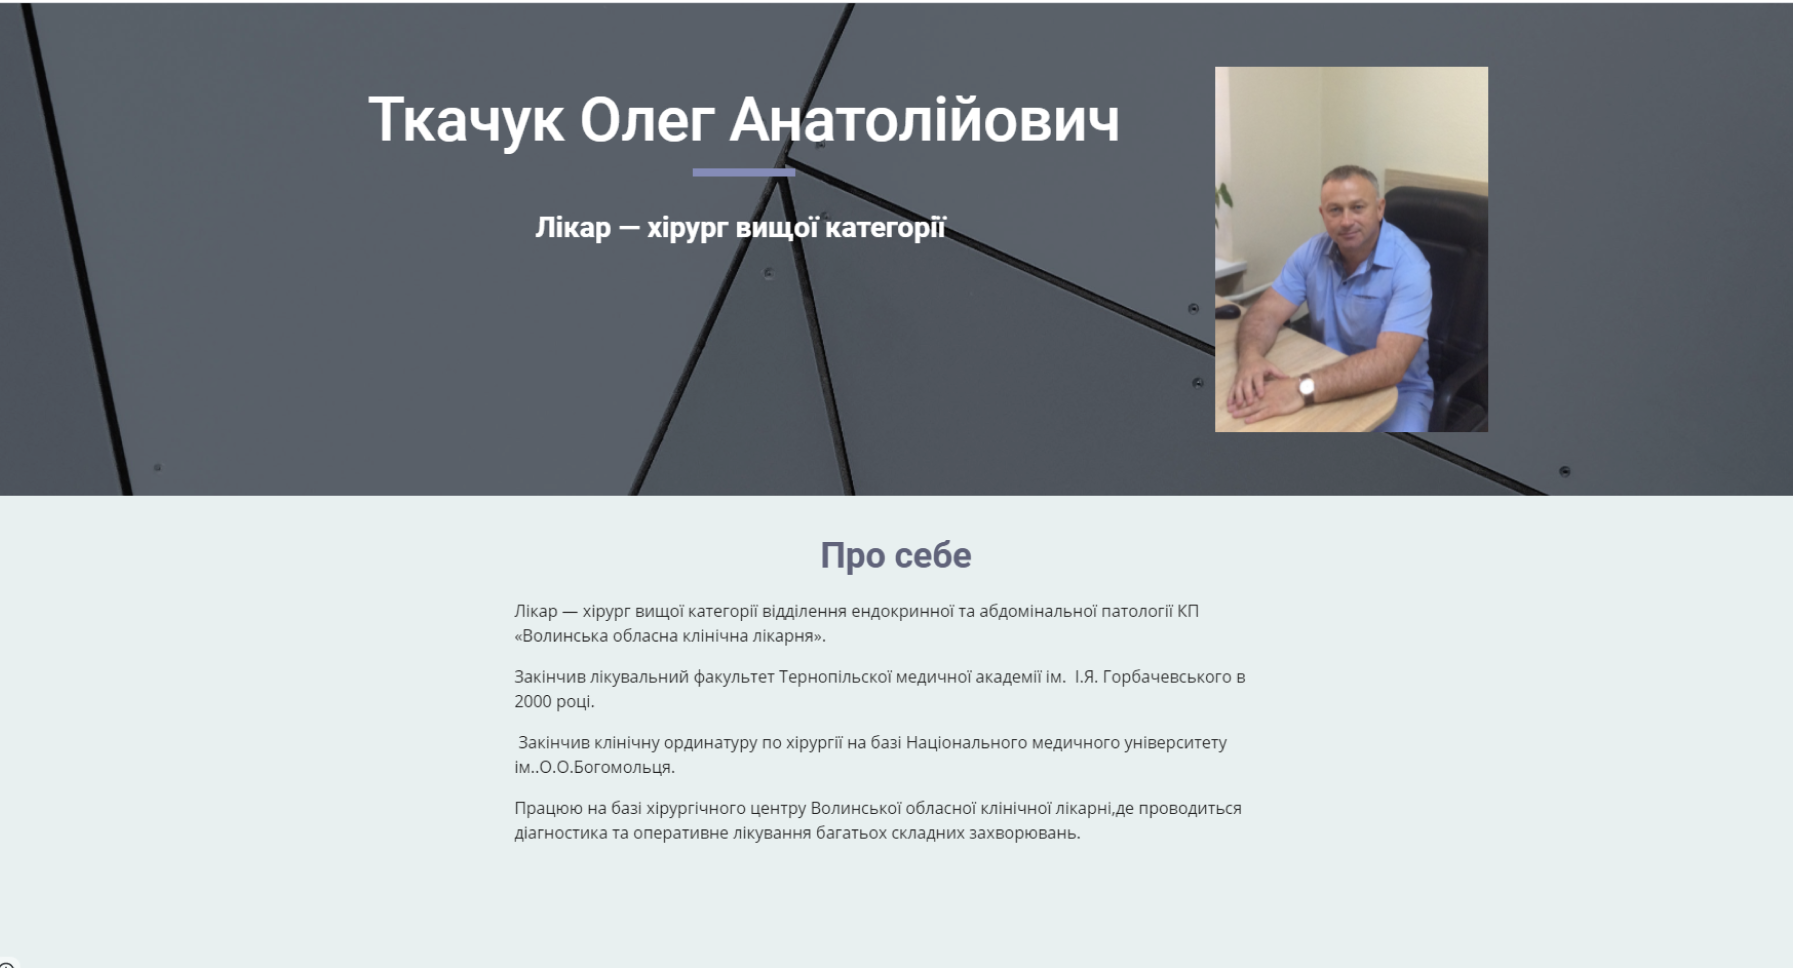 Ткачук Олег Анатолійович
Лікар — хірург вищої категорії
Про себе
Лікар — хірург вищої категорії відділення ендокринної та абдомінальної патології КП
«Волинська обласна клінічна лікарня».
Закінчив лікувальний факультет Тернопільскої медичної академії ім.  І.Я. Горбачевського в
2000 році.
Закінчив клінічну ординатуру по хірургії на базі Національного медичного університету
ім..О.О.Богомольця.
Працюю на базі хірургічного центру Волинської обласної клінічної лікарні,де проводиться
діагностика та оперативне лікування багатьох складних захворювань.